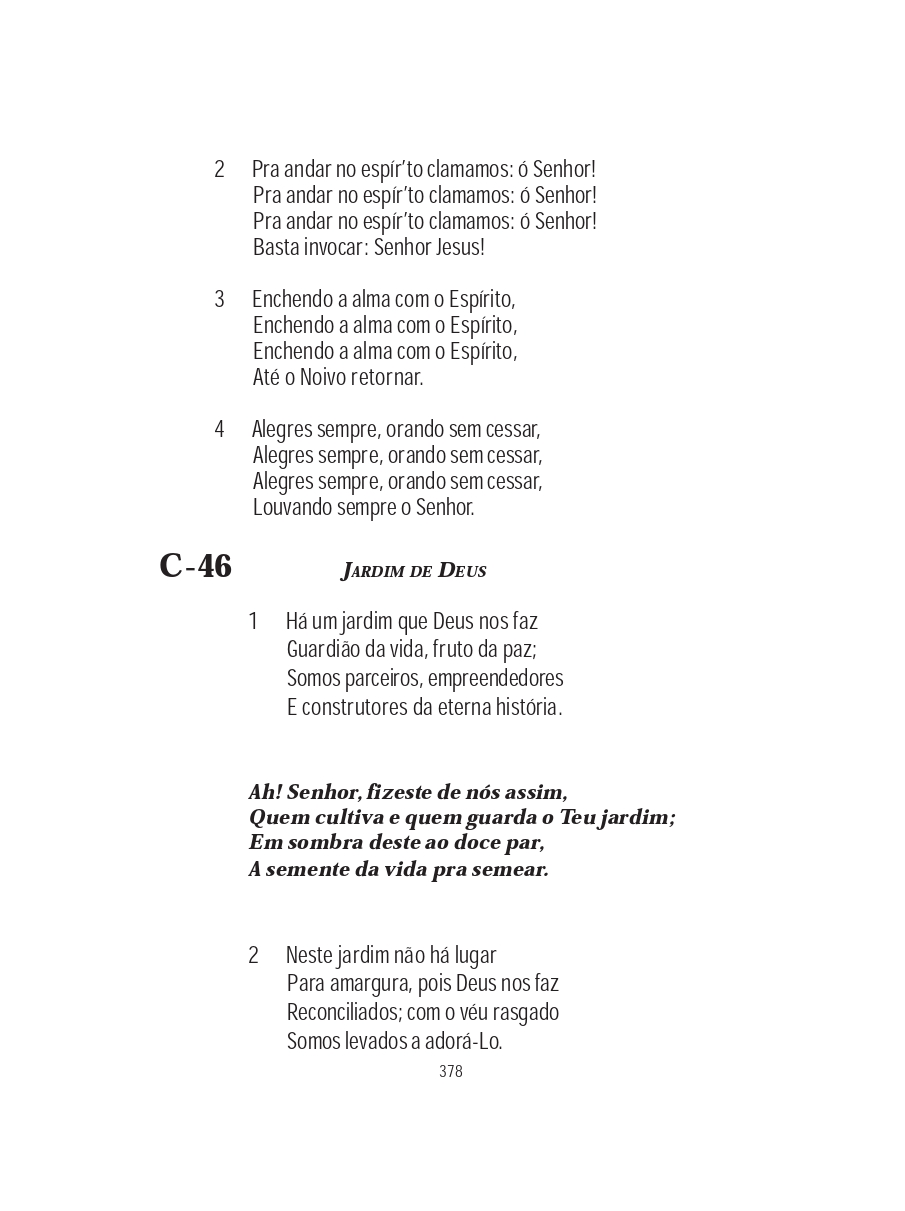 2 Pra andar no espír’to clamamos: ó Senhor!
Pra andar no espír’to clamamos: ó Senhor!
Pra andar no espír’to clamamos: ó Senhor!
Basta invocar: Senhor Jesus!
3 Enchendo a alma com o Espírito,
Enchendo a alma com o Espírito,
Enchendo a alma com o Espírito,
Até o Noivo retornar.
4 Alegres sempre, orando sem cessar,
Alegres sempre, orando sem cessar,
Alegres sempre, orando sem cessar,
Louvando sempre o Senhor.
C-46 Jardim de Deus
1 Há um jardim que Deus nos faz
Guardião da vida, fruto da paz;
Somos parceiros, empreendedores
E construtores da eterna história.
Ah! Senhor, fizeste de nós assim,
Quem cultiva e quem guarda o Teu jardim;
Em sombra deste ao doce par,
A semente da vida pra semear.
2 Neste jardim não há lugar
Para amargura, pois Deus nos faz
Reconciliados; com o véu rasgado
Somos levados a adorá-Lo.
378